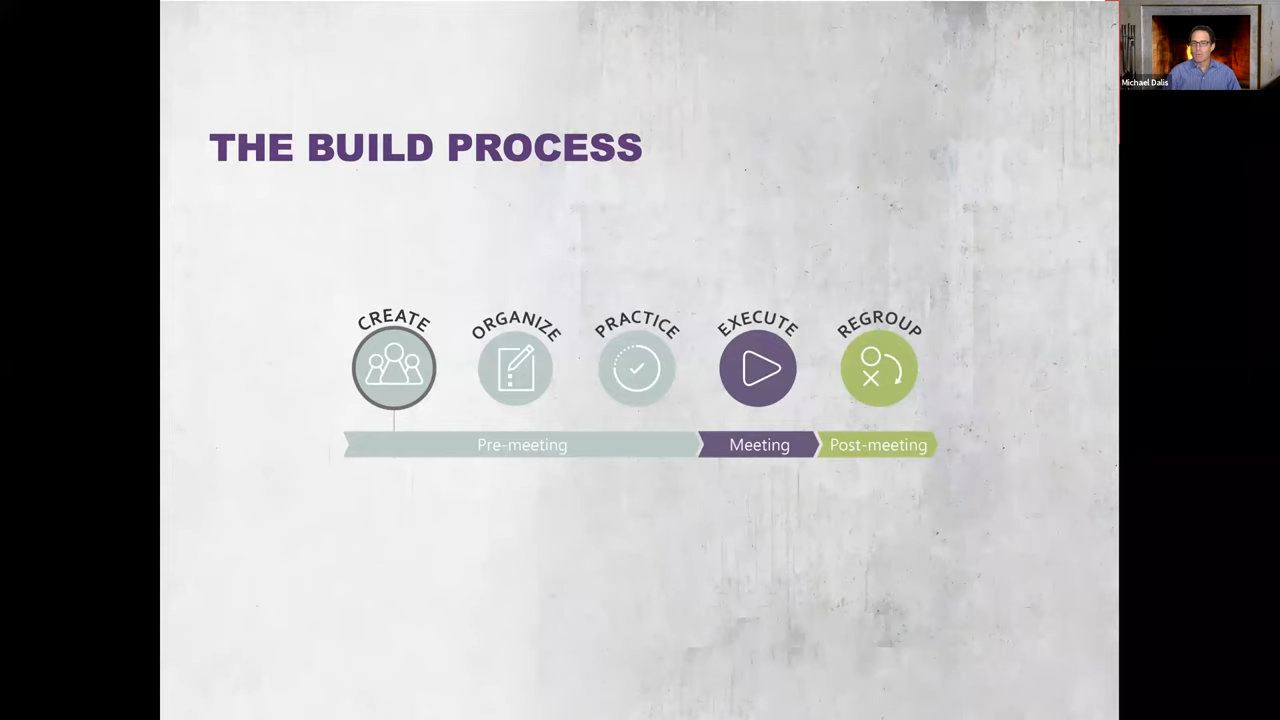 Michael Dalis
THE BUILD PROCESS
CREATE
ORGANIZE
PRACTICE
EXECUTE
REGROUP
Pre-meeting
Meeting
Post-meeting